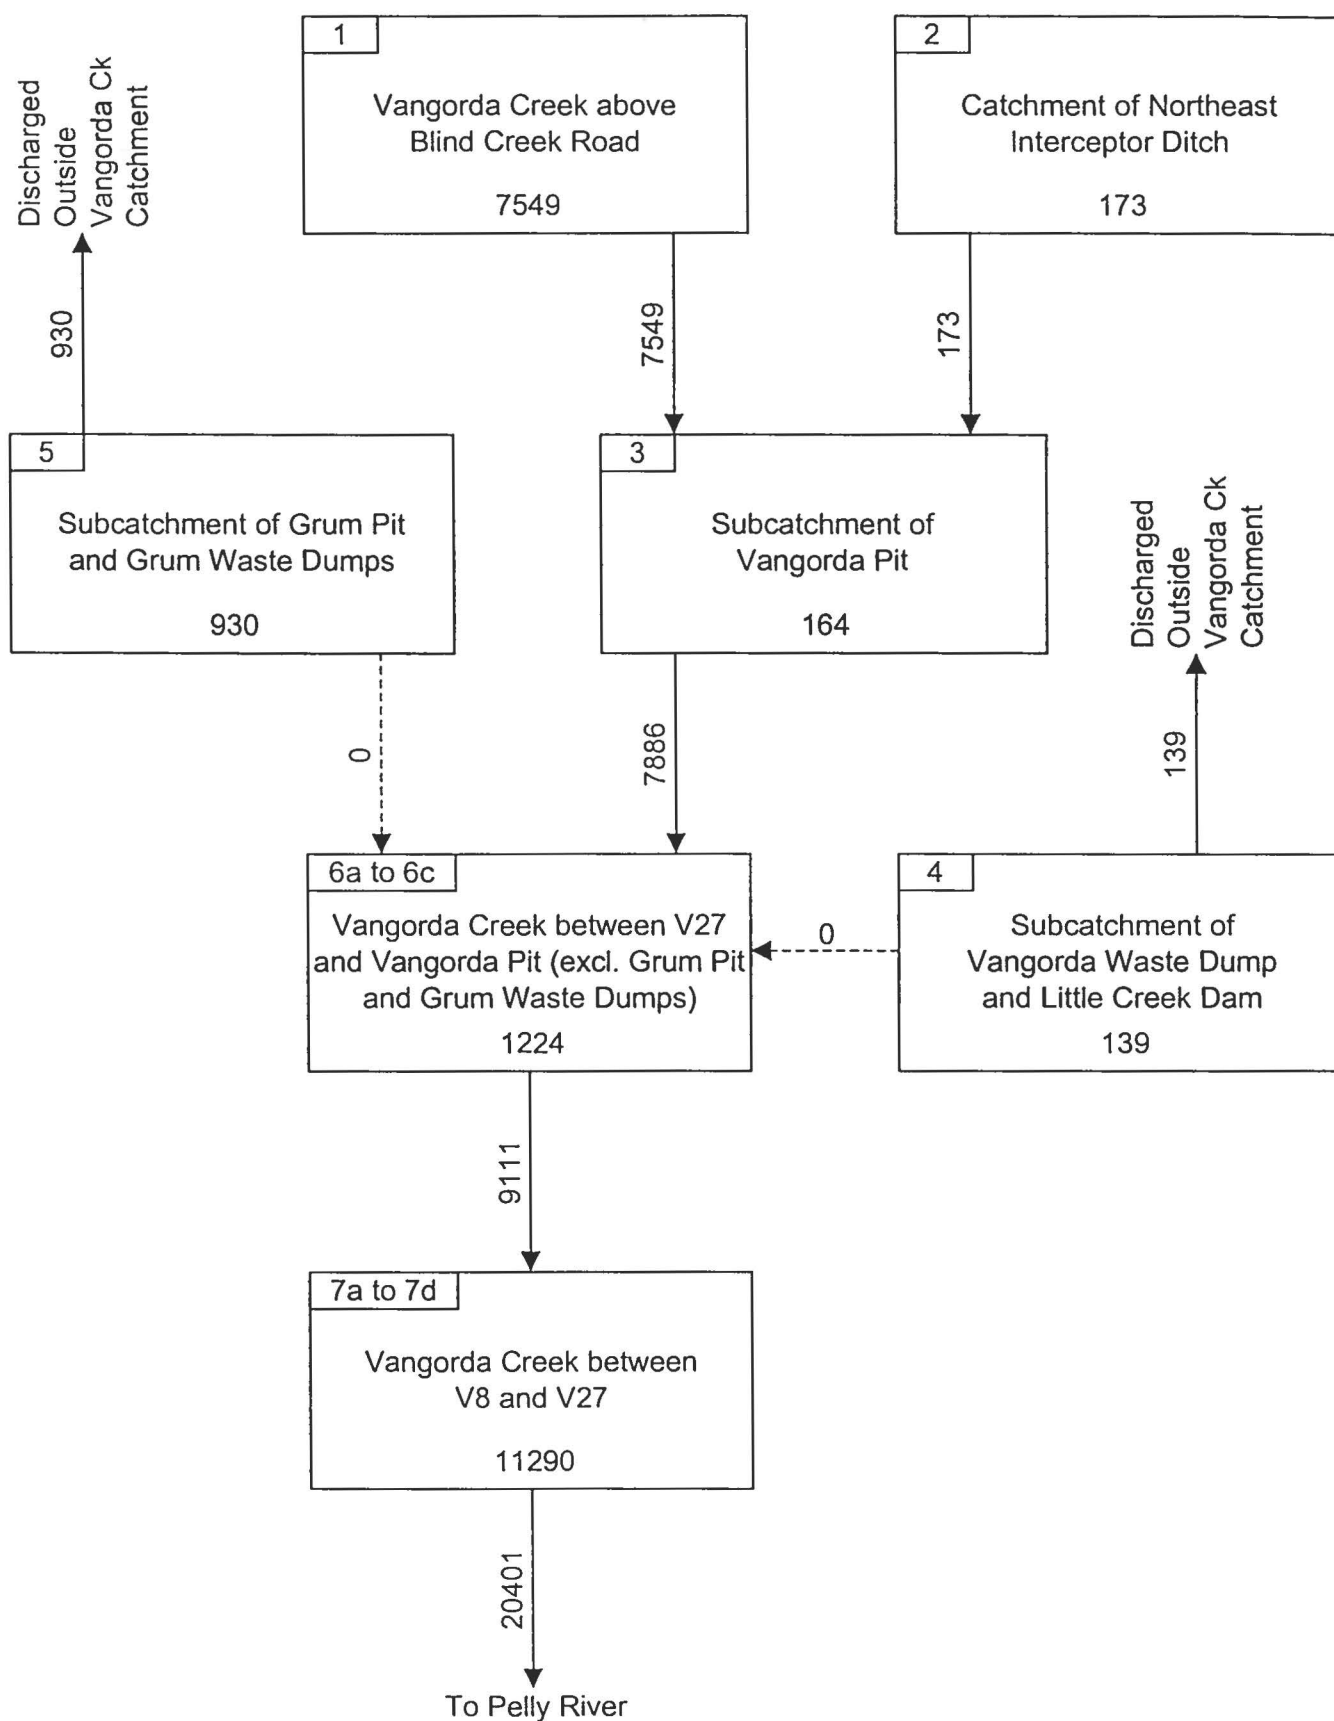 1
Vangorda Creek above
Blind Creek Road
7549
2
Catchment of Northeast
Interceptor Ditch
173
Discharged
Outside
Vangorda Ck
Catchment
930
7549
173
5
Subcatchment of Grum Pit
and Grum Waste Dumps
930
3
Subcatchment of
Vangorda Pit
164
Discharged
Outside
Vangorda Ck
Catchment
139
0
7886
6a to 6c
Vangorda Creek between V27
and Vangorda Pit (excl. Grum Pit
and Grum Waste Dumps)
1224
0
4
Subcatchment of
Vangorda Waste Dump
and Little Creek Dam
139
9111
7a to 7d
Vangorda Creek between
V8 and V27
11290
20401
To Pelly River